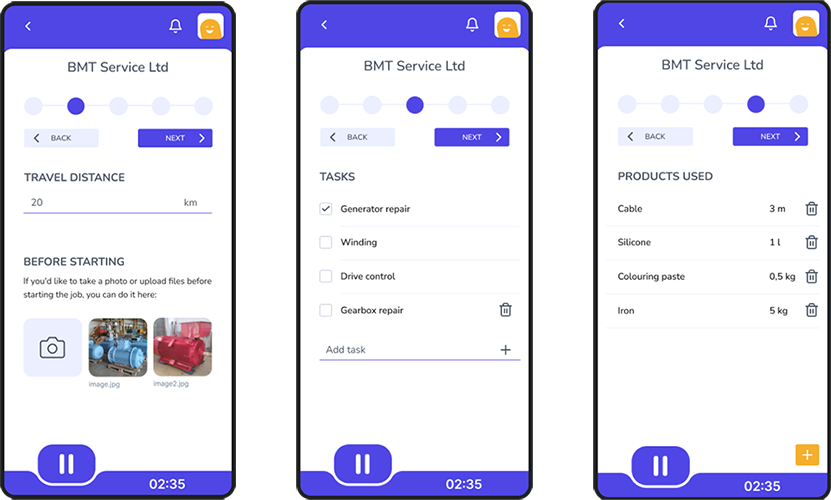 BMT Service Ltd
BACK
NEXT
TRAVEL DISTANCE
20 km
BEFORE STARTING
If you'd like to take a photo or upload files before
starting the job, you can do it here:
image.jpg
image2.jpg
02:35
BMT Service Ltd
BACK
NEXT
TASKS
Generator repair
Winding
Drive control
Gearbox repair
Add task
02:35
BMT Service Ltd
BACK
NEXT
PRODUCTS USED
Cable 3 m
Silicone 1 l
Colouring paste 0,5 kg
Iron 5 kg
02:35